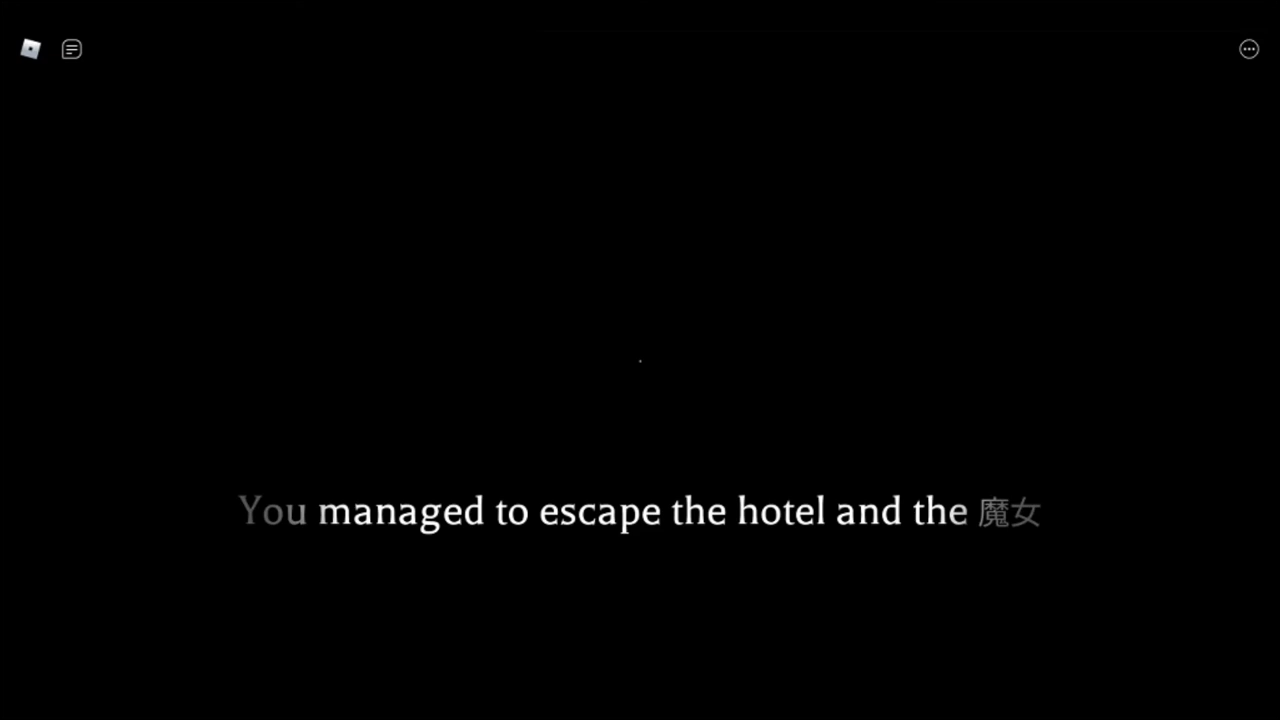 You managed to escape the hotel and the 魔女